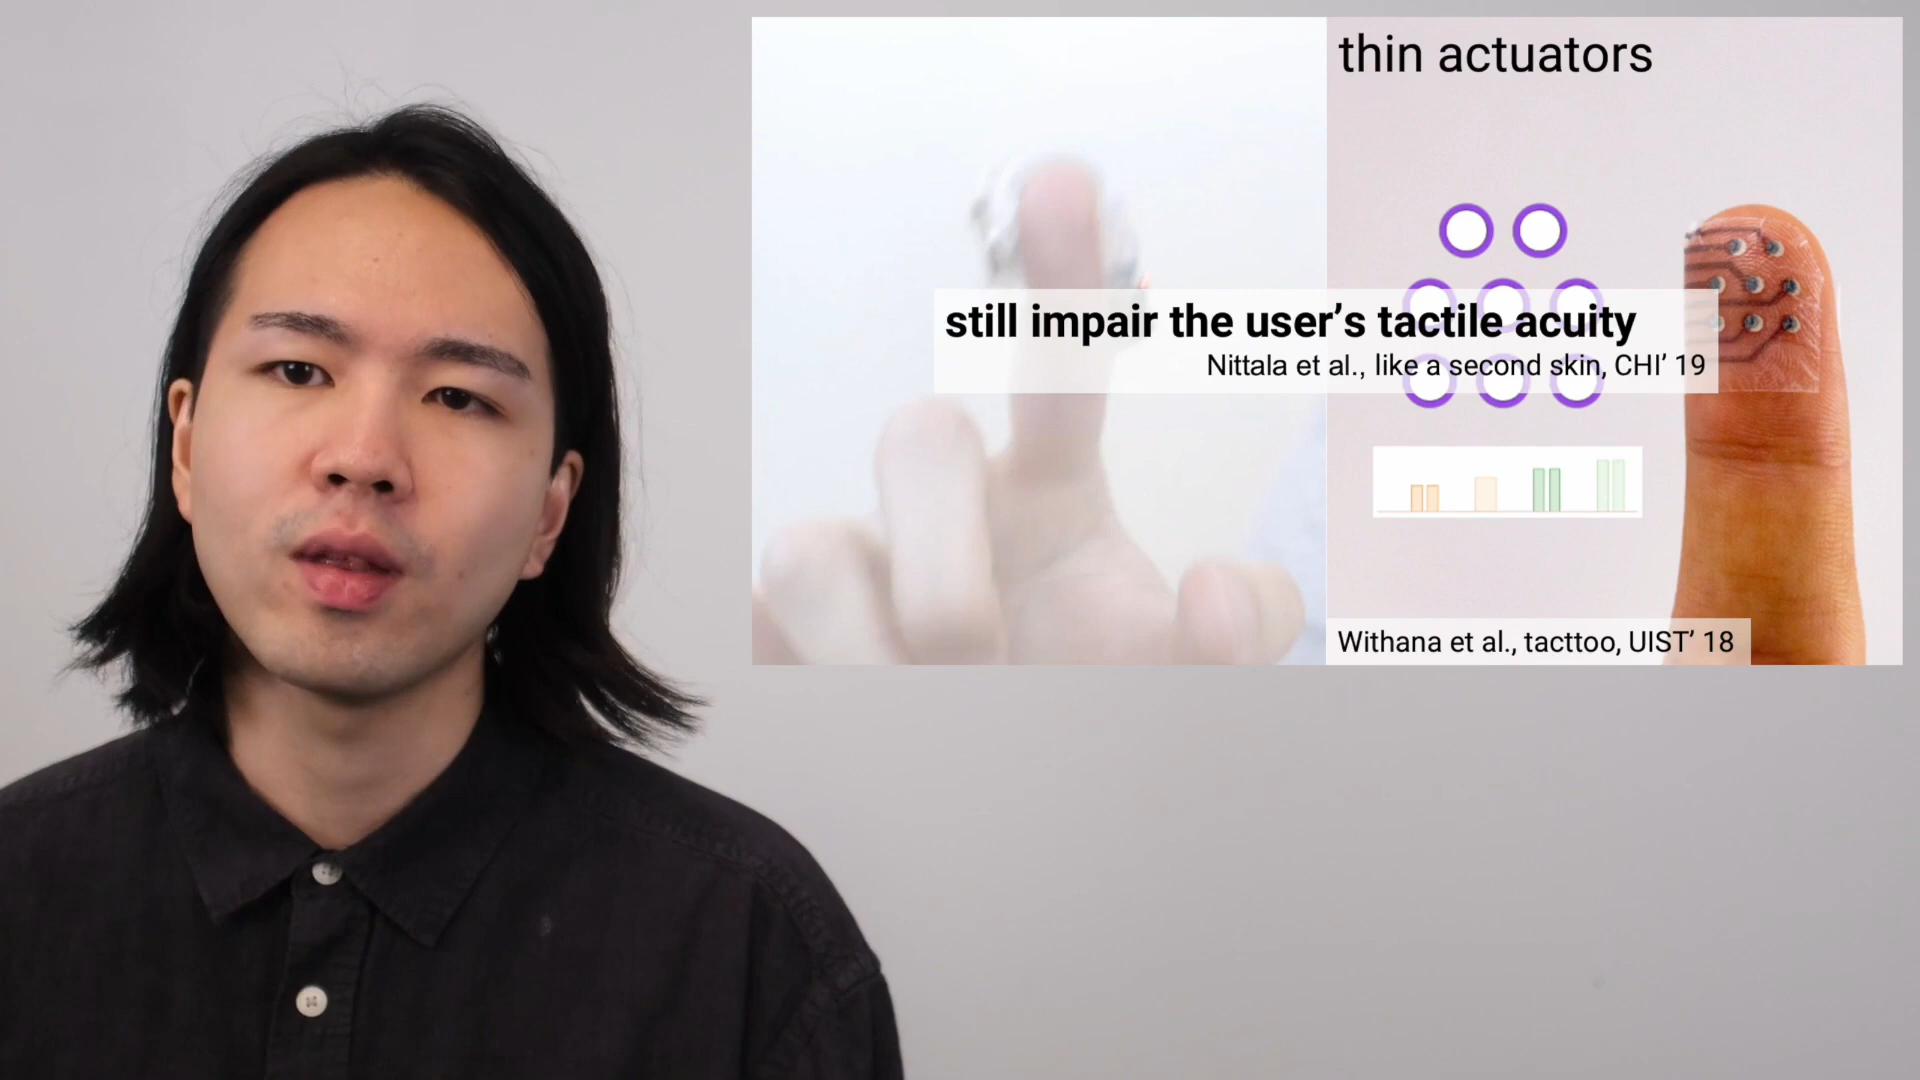 thin actuators
still impair the user’s tactile acuity
Nittala et al., like a second skin, CHI’ 19
Withana et al., tacttoo, UIST’ 18